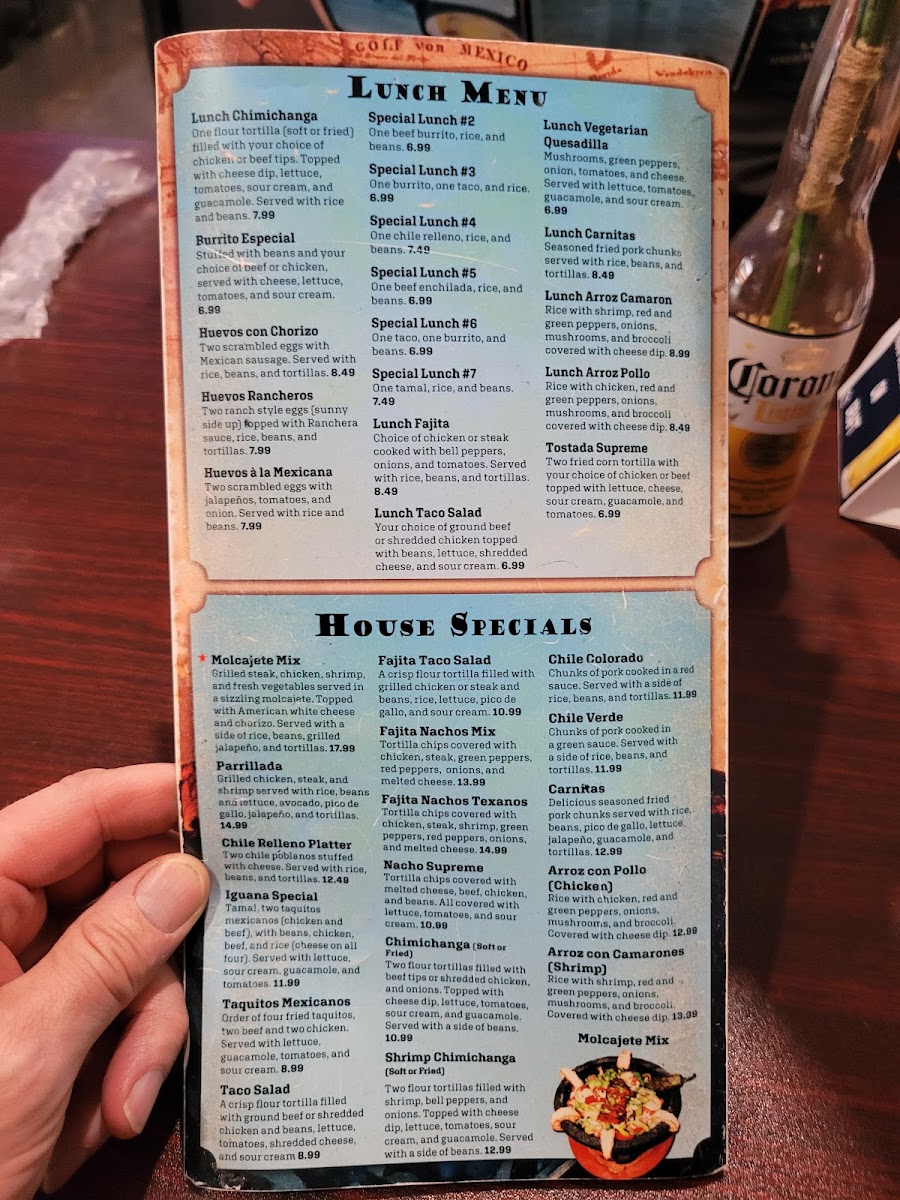 GOLF VON MEXICO
Florida
Wendekreis
LUNCH MENU
Lunch Chimichanga
One flour tortilla (soft or fried)
filled with your choice of
chicken or beef tips. Topped
with cheese dip, lettuce,
tomatoes, sour cream, and
guacamole. Served with rice
and beans. 7.99
Burrito Especial
Stuffed with beans and your
choice of beef or chicken,
served with cheese, lettuce,
tomatoes, and sour cream.
6.99
Huevos con Chorizo
Two scrambled eggs with
Mexican sausage. Served with
rice, beans, and tortillas. 8.49
Huevos Rancheros
Two ranch style eggs (sunny
side up) topped with Ranchera
sauce, rice, beans, and
tortillas. 7.99
Huevos à la Mexicana
Two scrambled eggs with
jalapeños, tomatoes, and
onion. Served with rice and
beans. 7.99
Special Lunch #2
One beef burrito, rice, and
beans. 6.99
Special Lunch #3
One burrito, one taco, and rice.
6.99
Special Lunch #4
One chile relleno, rice, and
beans. 7.49
Special Lunch #5
One beef enchilada, rice, and
beans. 6.99
Special Lunch #6
One taco, one burrito, and
beans. 6.99
Special Lunch #7
One tamal, rice, and beans.
7.49
Lunch Fajita
Choice of chicken or steak
cooked with bell peppers,
onions, and tomatoes. Served
with rice, beans, and tortillas.
8.49
Lunch Taco Salad
Your choice of ground beef
or shredded chicken topped
with beans, lettuce, shredded
cheese, and sour cream. 6.99
Lunch Vegetarian
Quesadilla
Mushrooms, green peppers,
onion, tomatoes, and cheese.
Served with lettuce, tomatoes,
guacamole, and sour cream.
6.99
Lunch Carnitas
Seasoned fried pork chunks
served with rice, beans, and
tortillas. 8.49
Lunch Arroz Camaron
Rice with shrimp, red and
green peppers, onions,
mushrooms, and broccoli
covered with cheese dip. 8.99
Lunch Arroz Pollo
Rice with chicken, red and
green peppers, onions,
mushrooms, and broccoli
covered with cheese dip. 8.49
Tostada Supreme
Two fried corn tortilla with
your choice of chicken or beef
topped with lettuce, cheese,
sour cream, guacamole, and
tomatoes. 6.99
HOUSE SPECIALS
Molcajete Mix
Grilled steak, chicken, shrimp,
and fresh vegetables served in
a sizzling molcajete. Topped
with American white cheese
and chorizo. Served with a
side of rice, beans, grilled
jalapeño, and tortillas. 17.99
Parrillada
Grilled chicken, steak, and
shrimp served with rice, beans
and lettuce, avocado, pico de
gallo, jalapeño, and tortillas.
14.99
Chile Relleno Platter
Two chile poblanos stuffed
with cheese. Served with rice,
beans, and tortillas. 12.49
Iguana Special
Tamal, two taquitos
mexicanos (chicken and
beef), with beans, chicken,
beef, and rice (cheese on all
four). Served with lettuce,
sour cream, guacamole, and
tomatoes. 11.99
Taquitos Mexicanos
Order of four fried taquitos,
two beef and two chicken.
Served with lettuce,
guacamole, tomatoes, and
sour cream. 8.99
Taco Salad
A crisp flour tortilla filled
with ground beef or shredded
chicken and beans, lettuce,
tomatoes, shredded cheese,
and sour cream 8.99
Fajita Taco Salad
A crisp flour tortilla filled with
grilled chicken or steak and
beans, rice, lettuce, pico de
gallo, and sour cream. 10.99
Fajita Nachos Mix
Tortilla chips covered with
chicken, steak, green peppers,
red peppers, onions, and
melted cheese. 13.99
Fajita Nachos Texanos
Tortilla chips covered with
chicken, steak, shrimp, green
peppers, red peppers, onions,
and melted cheese. 14.99
Nacho Supreme
Tortilla chips covered with
melted cheese, beef, chicken,
and beans. All covered with
lettuce, tomatoes, and sour
cream. 10.99
Chimichanga (Soft or
Fried)
Two flour tortillas filled with
beef tips or shredded chicken,
and onions. Topped with
cheese dip, lettuce, tomatoes,
sour cream, and guacamole.
Served with a side of beans.
10.99
Shrimp Chimichanga
(Soft or Fried)
Two flour tortillas filled with
shrimp, bell peppers, and
onions. Topped with cheese
dip, lettuce, tomatoes, sour
cream, and guacamole. Served
with a side of beans. 12.99
Chile Colorado
Chunks of pork cooked in a red
sauce. Served with a side of
rice, beans, and tortillas. 11.99
Chile Verde
Chunks of pork cooked in
a green sauce. Served with
a side of rice, beans, and
tortillas. 11.99
Carnitas
Delicious seasoned fried
pork chunks served with rice,
beans, pico de gallo, lettuce,
jalapeño, guacamole, and
tortillas. 12.99
Arroz con Pollo
(Chicken)
Rice with chicken, red and
green peppers, onions,
mushrooms, and broccoli.
Covered with cheese dip. 12.99
Arroz con Camarones
(Shrimp)
Rice with shrimp, red and
green peppers, onions,
mushrooms, and broccoli.
Covered with cheese dip. 13.99
Molcajete Mix
Corona